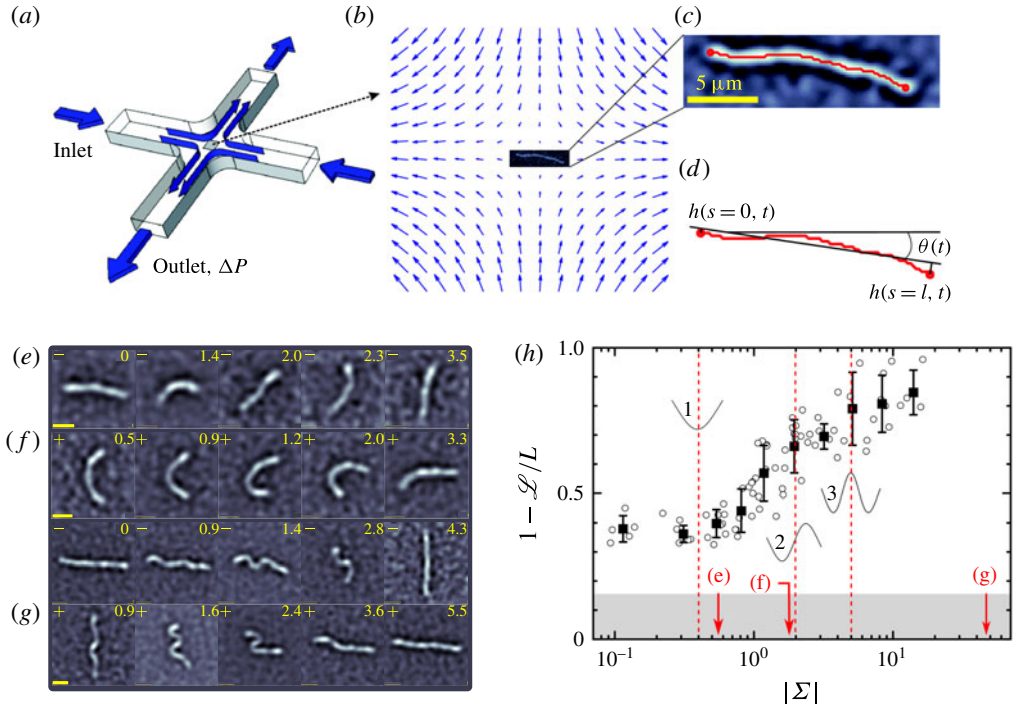 (a)
Inlet
Outlet, ΔP
(b)
(c)
5 μm
(d)
h(s = 0, t)
θ(t)
h(s = l, t)
(e)
− 0
− 1.4
− 2.0
− 2.3
− 3.5
(f)
+ 0.5
+ 0.9
+ 1.2
+ 2.0
+ 3.3
− 0
− 0.9
− 1.4
− 2.8
− 4.3
(g)
+ 0.9
+ 1.6
+ 2.4
+ 3.6
+ 5.5
(h)
1 − ℒ/L
1.0
0.5
0
1
2
3
(e)
(f)
(g)
10⁻¹
10⁰
10¹
|Σ|